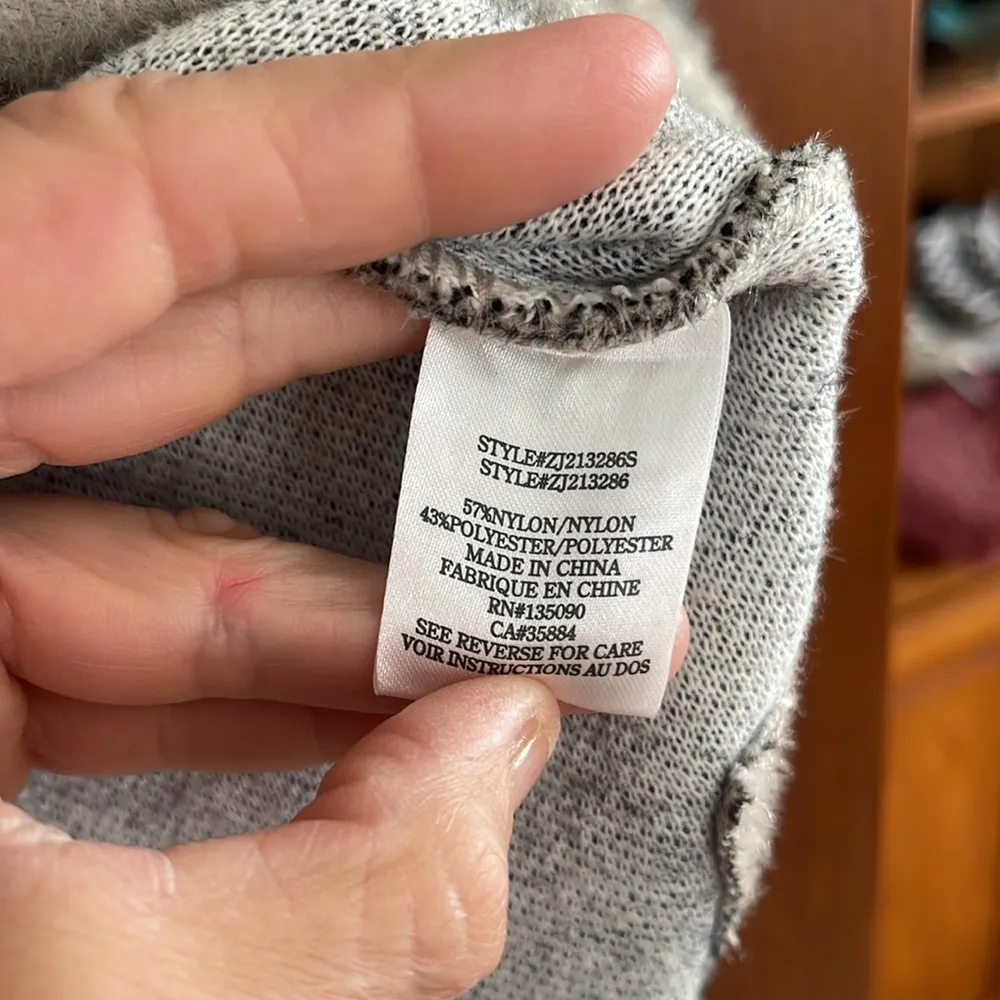 STYLE#ZJ213286S
STYLE#ZJ213286
57%NYLON/NYLON
43%POLYESTER/POLYESTER
MADE IN CHINA
FABRIQUE EN CHINE
RN#135090
CA#35884
SEE REVERSE FOR CARE
VOIR INSTRUCTIONS AU DOS